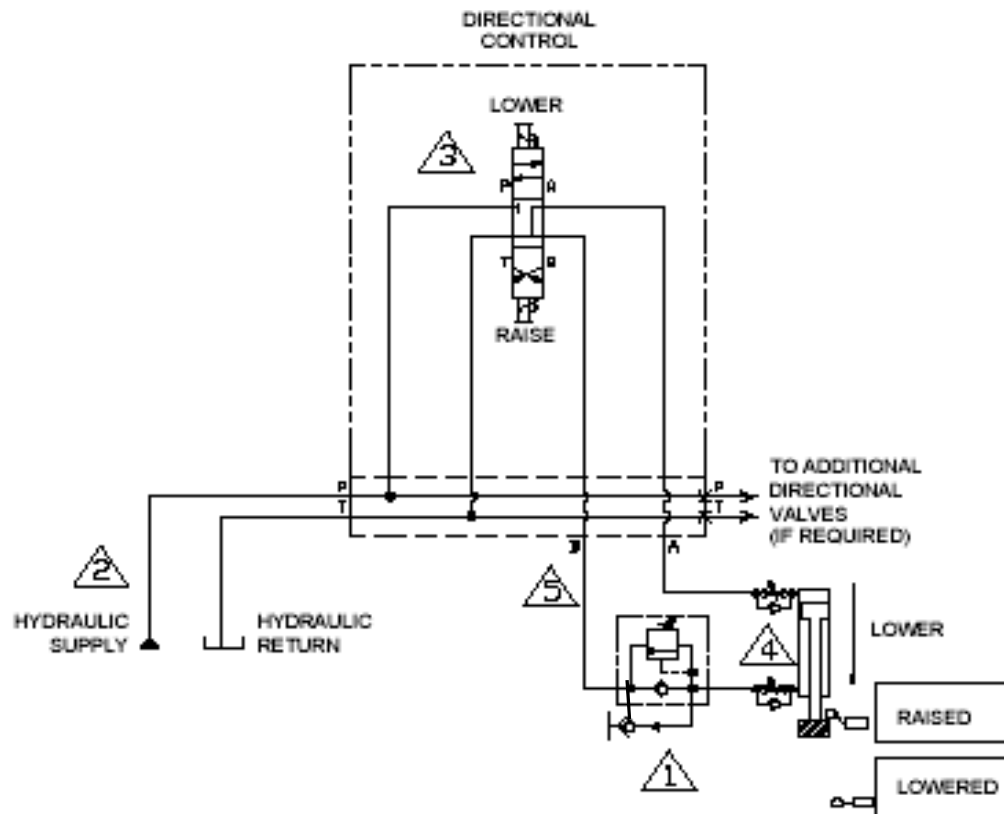 DIRECTIONAL
CONTROL
LOWER
3
P A
T B
RAISE
P
T
P
T
TO ADDITIONAL
DIRECTIONAL
VALVES
(IF REQUIRED)
B A
2
5
HYDRAULIC
SUPPLY
HYDRAULIC
RETURN
4
LOWER
RAISED
1
LOWERED